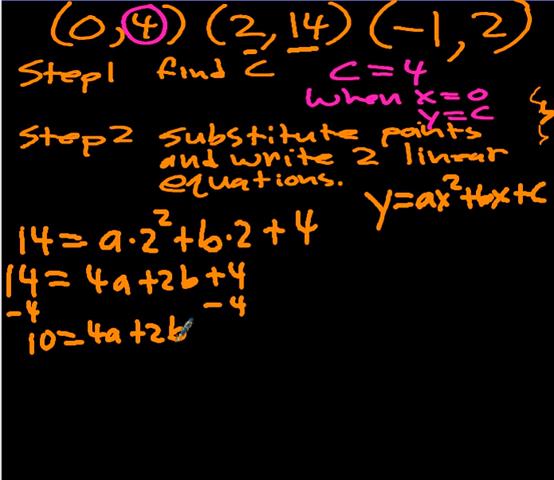 (0, 4) (2, 14) (-1, 2)
Step1 find C C = 4
when x=0
y=C
Step2 substitute points
and write 2 linear
equations.
y=ax²+bx+c
14 = a·2²+b·2+4
14 = 4a+2b+4
-4 -4
10=4a+2b